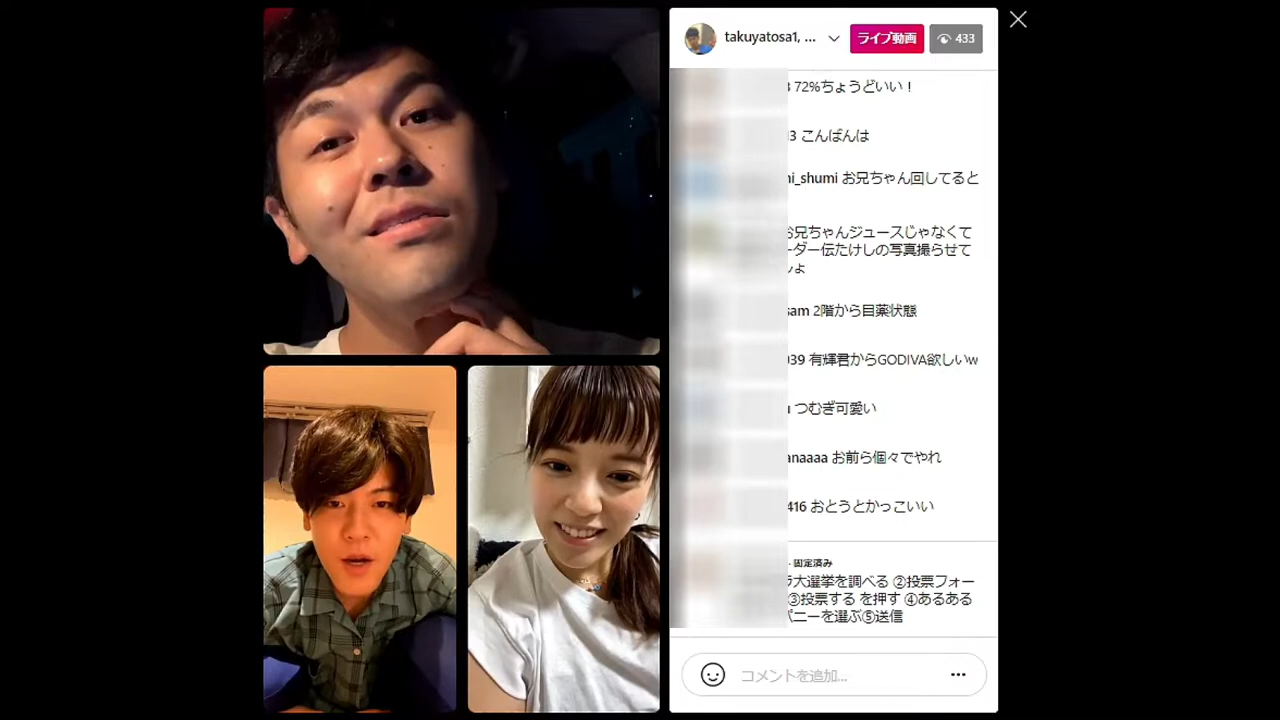 takuyatosa1, ...
ライブ動画
433
72%ちょうどいい！
こんばんは
お兄ちゃん回してると
お兄ちゃんジュースじゃなくて
ーダー伝たけしの写真撮らせて
しょ
sam 2階から目薬状態
039 有輝君からGODIVA欲しいw
つむぎ可愛い
anaaaa お前ら個々でやれ
416 おとうとかっこいい
固定済み
大選挙を調べる ②投票フォー
③投票する を押す ④あるある
パニーを選ぶ⑤送信
コメントを追加...